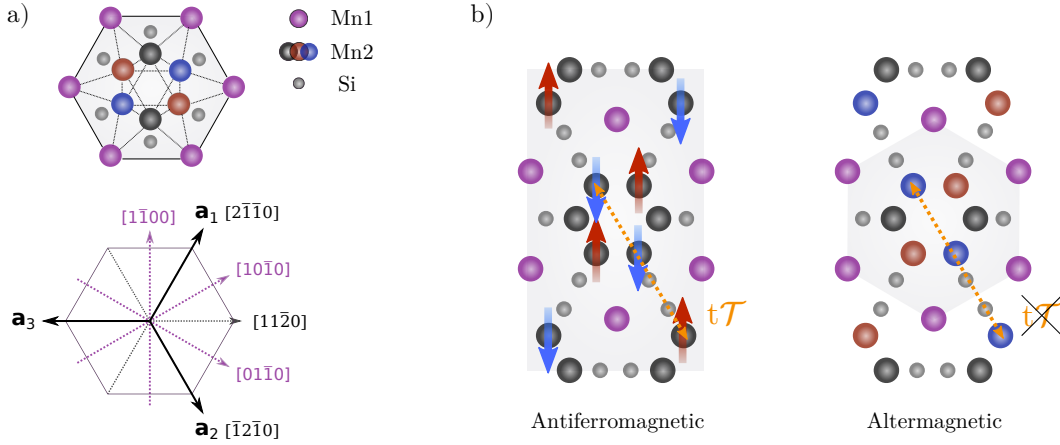 a)
Mn1
Mn2
Si
[11̄00]
𝐚₁ [21̄1̄0]
[101̄0]
𝐚₃
[112̄0]
[011̄0]
𝐚₂ [1̄21̄0]
b)
t𝒯
t𝒯
Antiferromagnetic
Altermagnetic